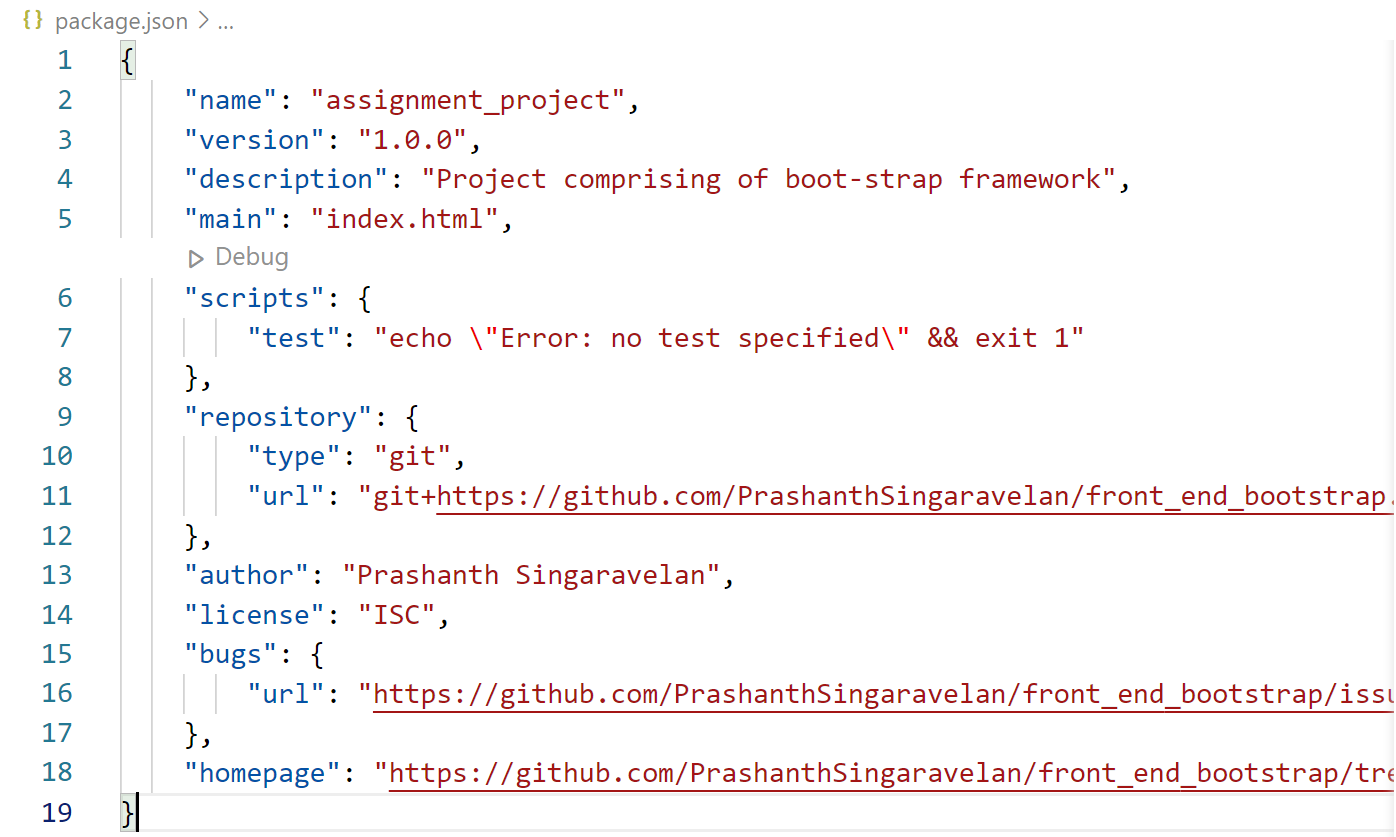 {} package.json > ...
1 {
2 "name": "assignment_project",
3 "version": "1.0.0",
4 "description": "Project comprising of boot-strap framework",
5 "main": "index.html",
Debug
6 "scripts": {
7 "test": "echo \"Error: no test specified\" && exit 1"
8 },
9 "repository": {
10 "type": "git",
11 "url": "git+https://github.com/PrashanthSingaravelan/front_end_bootstrap.
12 },
13 "author": "Prashanth Singaravelan",
14 "license": "ISC",
15 "bugs": {
16 "url": "https://github.com/PrashanthSingaravelan/front_end_bootstrap/issu
17 },
18 "homepage": "https://github.com/PrashanthSingaravelan/front_end_bootstrap/tre
19 }